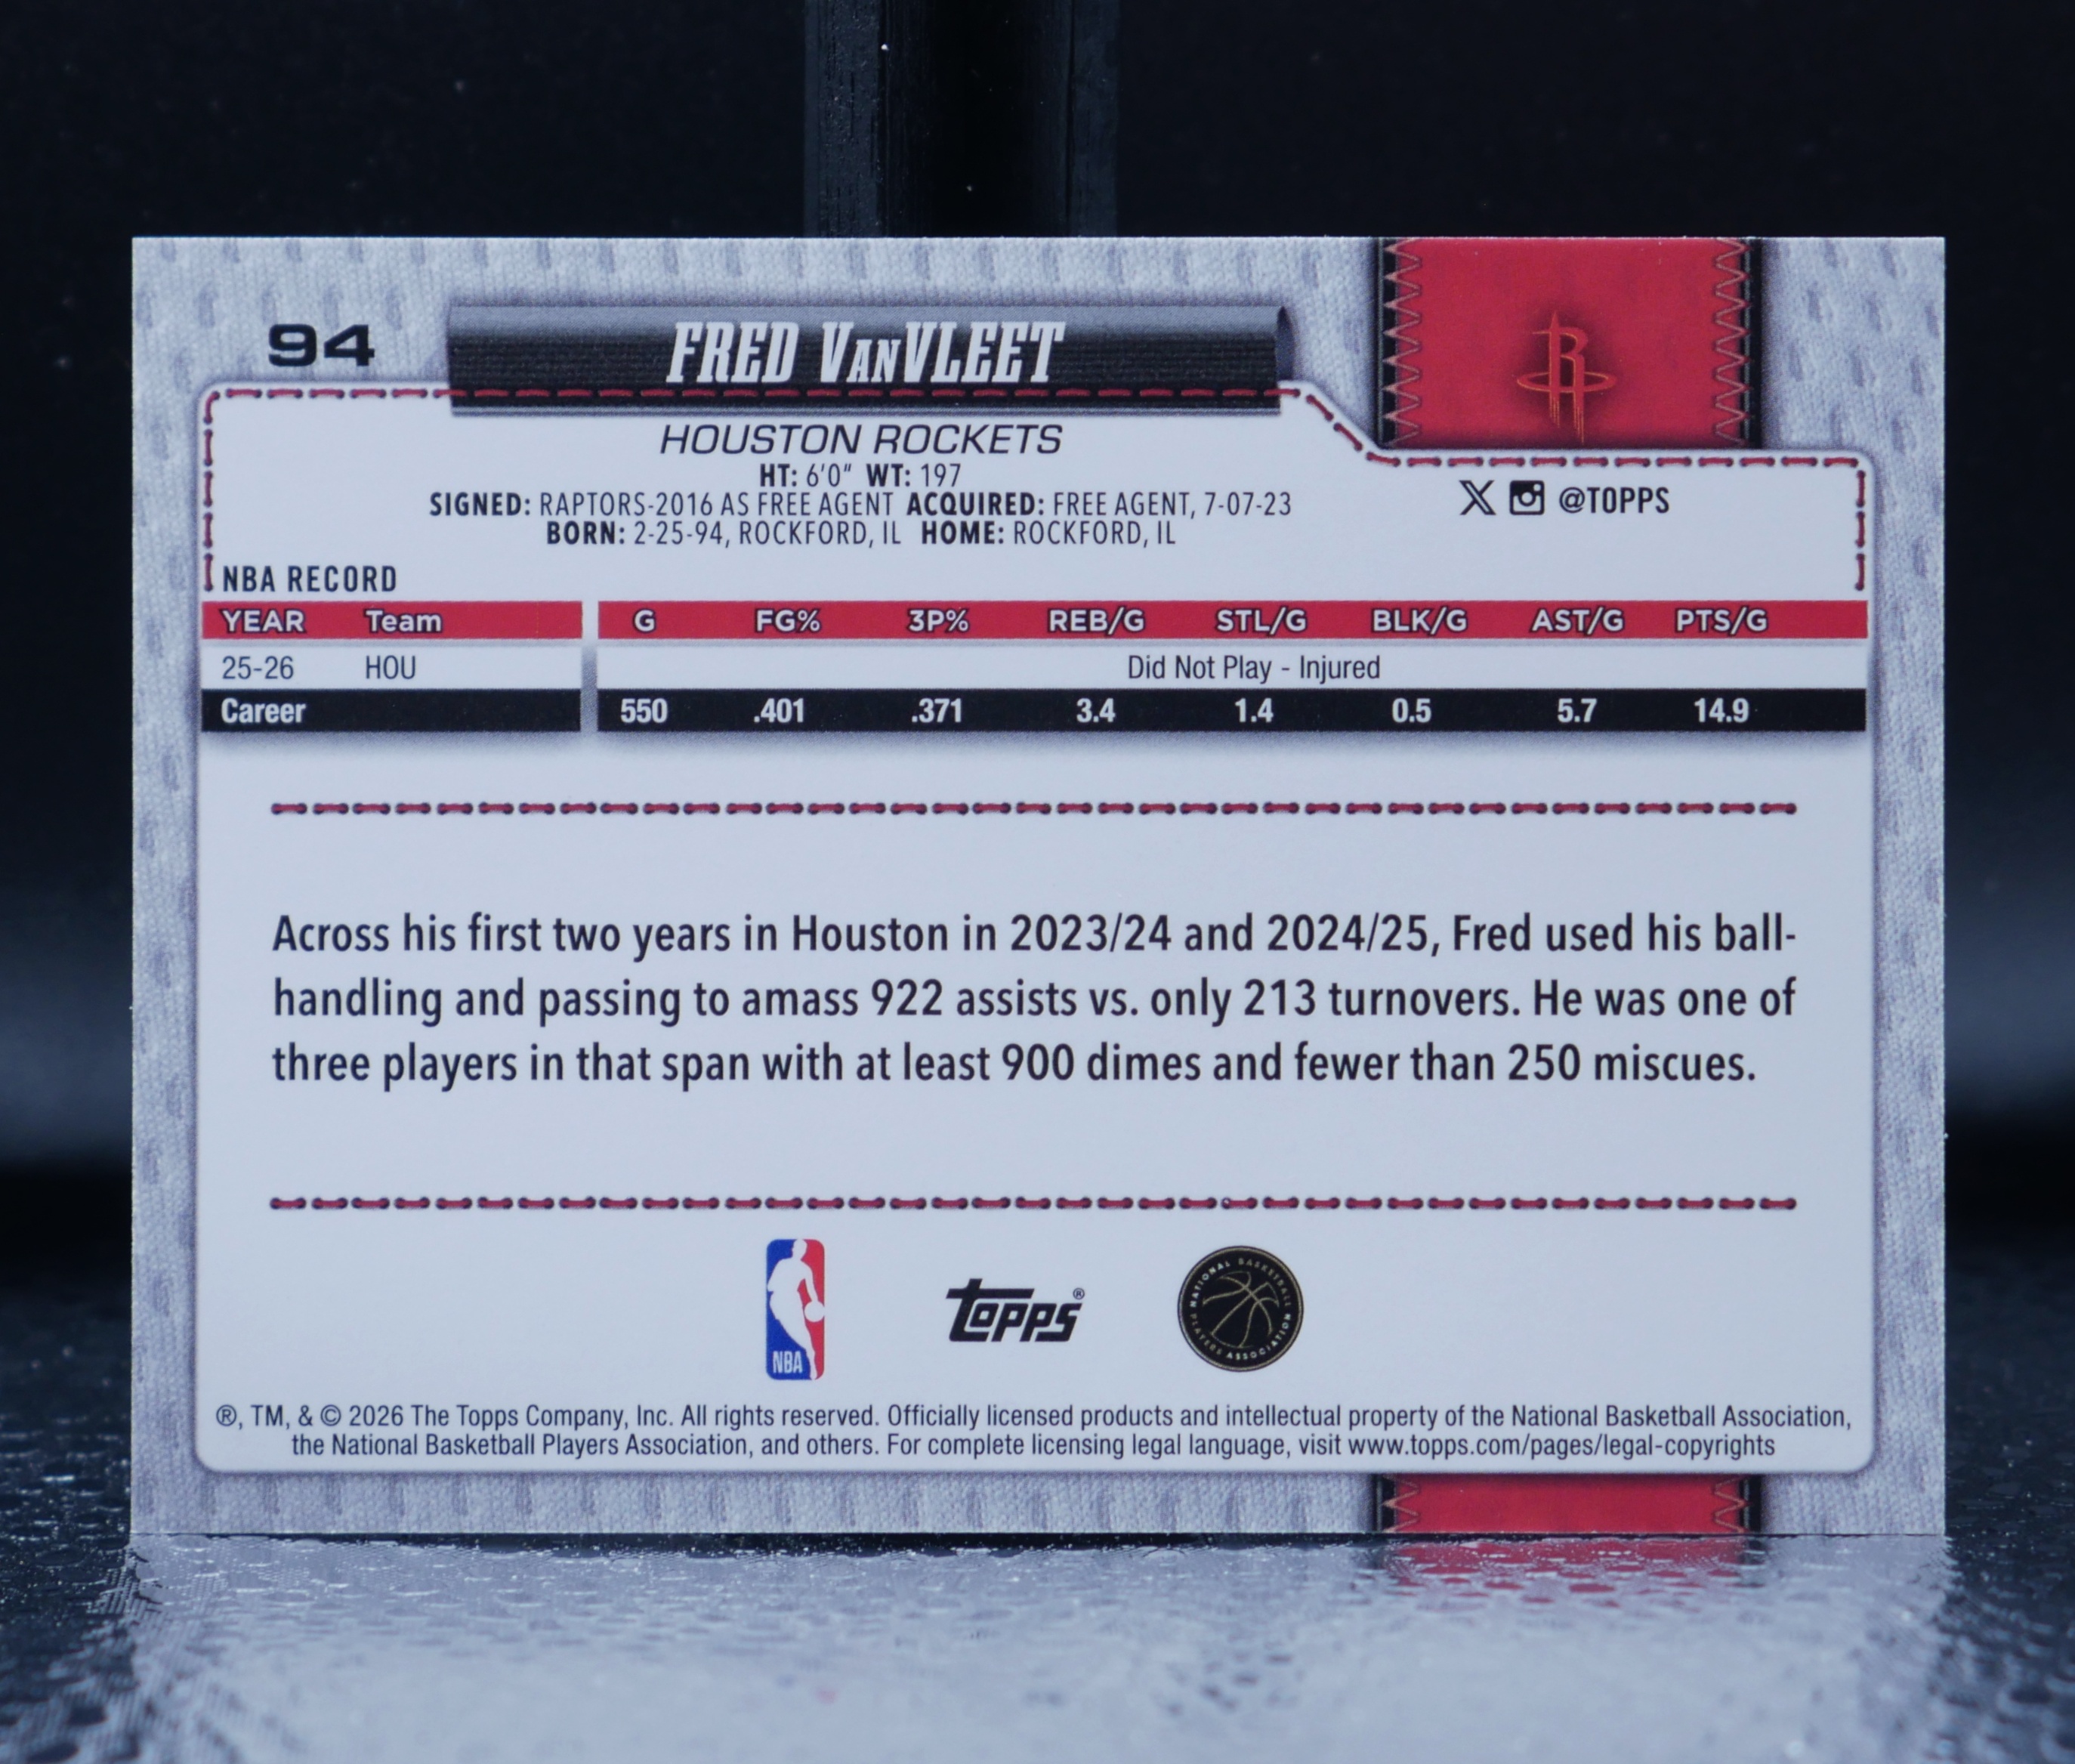 94
FRED VANVLEET
HOUSTON ROCKETS
HT: 6'0" WT: 197
SIGNED: RAPTORS-2016 AS FREE AGENT ACQUIRED: FREE AGENT, 7-07-23
BORN: 2-25-94, ROCKFORD, IL HOME: ROCKFORD, IL
R
@TOPPS
NBA RECORD
YEAR Team G FG% 3P% REB/G STL/G BLK/G AST/G PTS/G
25-26 HOU Did Not Play - Injured
Career 550 .401 .371 3.4 1.4 0.5 5.7 14.9
Across his first two years in Houston in 2023/24 and 2024/25, Fred used his ball-
handling and passing to amass 922 assists vs. only 213 turnovers. He was one of
three players in that span with at least 900 dimes and fewer than 250 miscues.
NBA
topps®
NATIONAL BASKETBALL
PLAYERS ASSOCIATION
®, TM, & © 2026 The Topps Company, Inc. All rights reserved. Officially licensed products and intellectual property of the National Basketball Association,
the National Basketball Players Association, and others. For complete licensing legal language, visit www.topps.com/pages/legal-copyrights